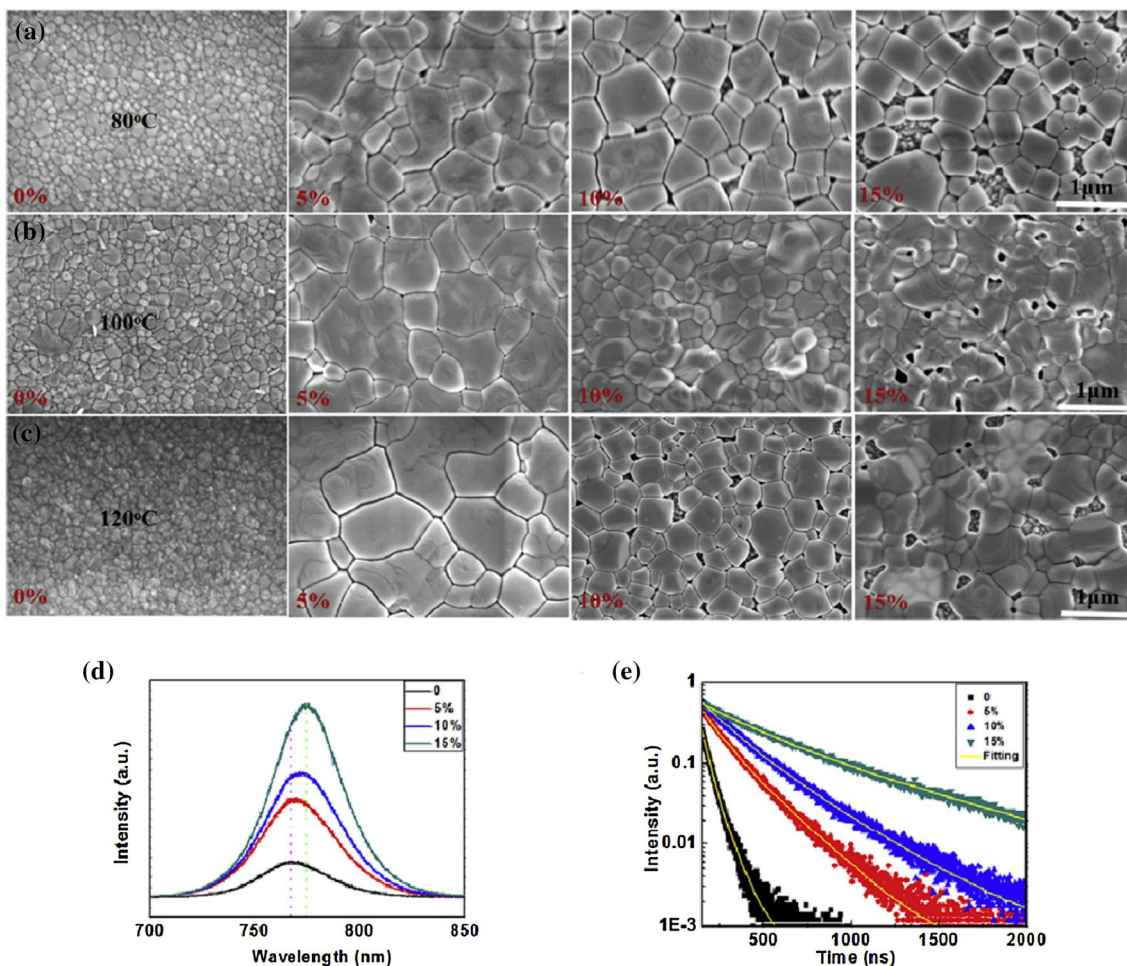 (a)
80°C
0%
5%
10%
15%
1μm
(b)
100°C
0%
5%
10%
15%
1μm
(c)
120°C
0%
5%
10%
15%
1μm
(d)
0
5%
10%
15%
Intensity (a.u.)
700
750
800
850
Wavelength (nm)
(e)
1
0.1
0.01
1E-3
0
5%
10%
15%
Fitting
Intensity (a.u.)
500
1000
1500
2000
Time (ns)